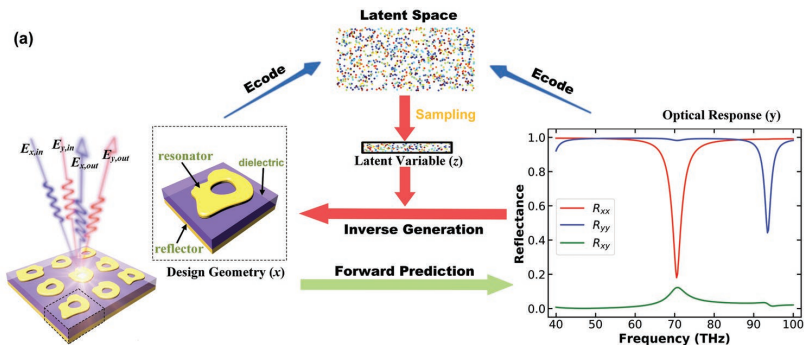 (a)
Latent Space
Ecode
Ecode
Sampling
Latent Variable (z)
E_x,in
E_y,in
E_x,out
E_y,out
resonator
dielectric
reflector
Design Geometry (x)
Inverse Generation
Forward Prediction
Optical Response (y)
Reflectance
1.0
0.8
0.6
0.4
0.2
0.0
R_xx
R_yy
R_xy
40 50 60 70 80 90 100
Frequency (THz)